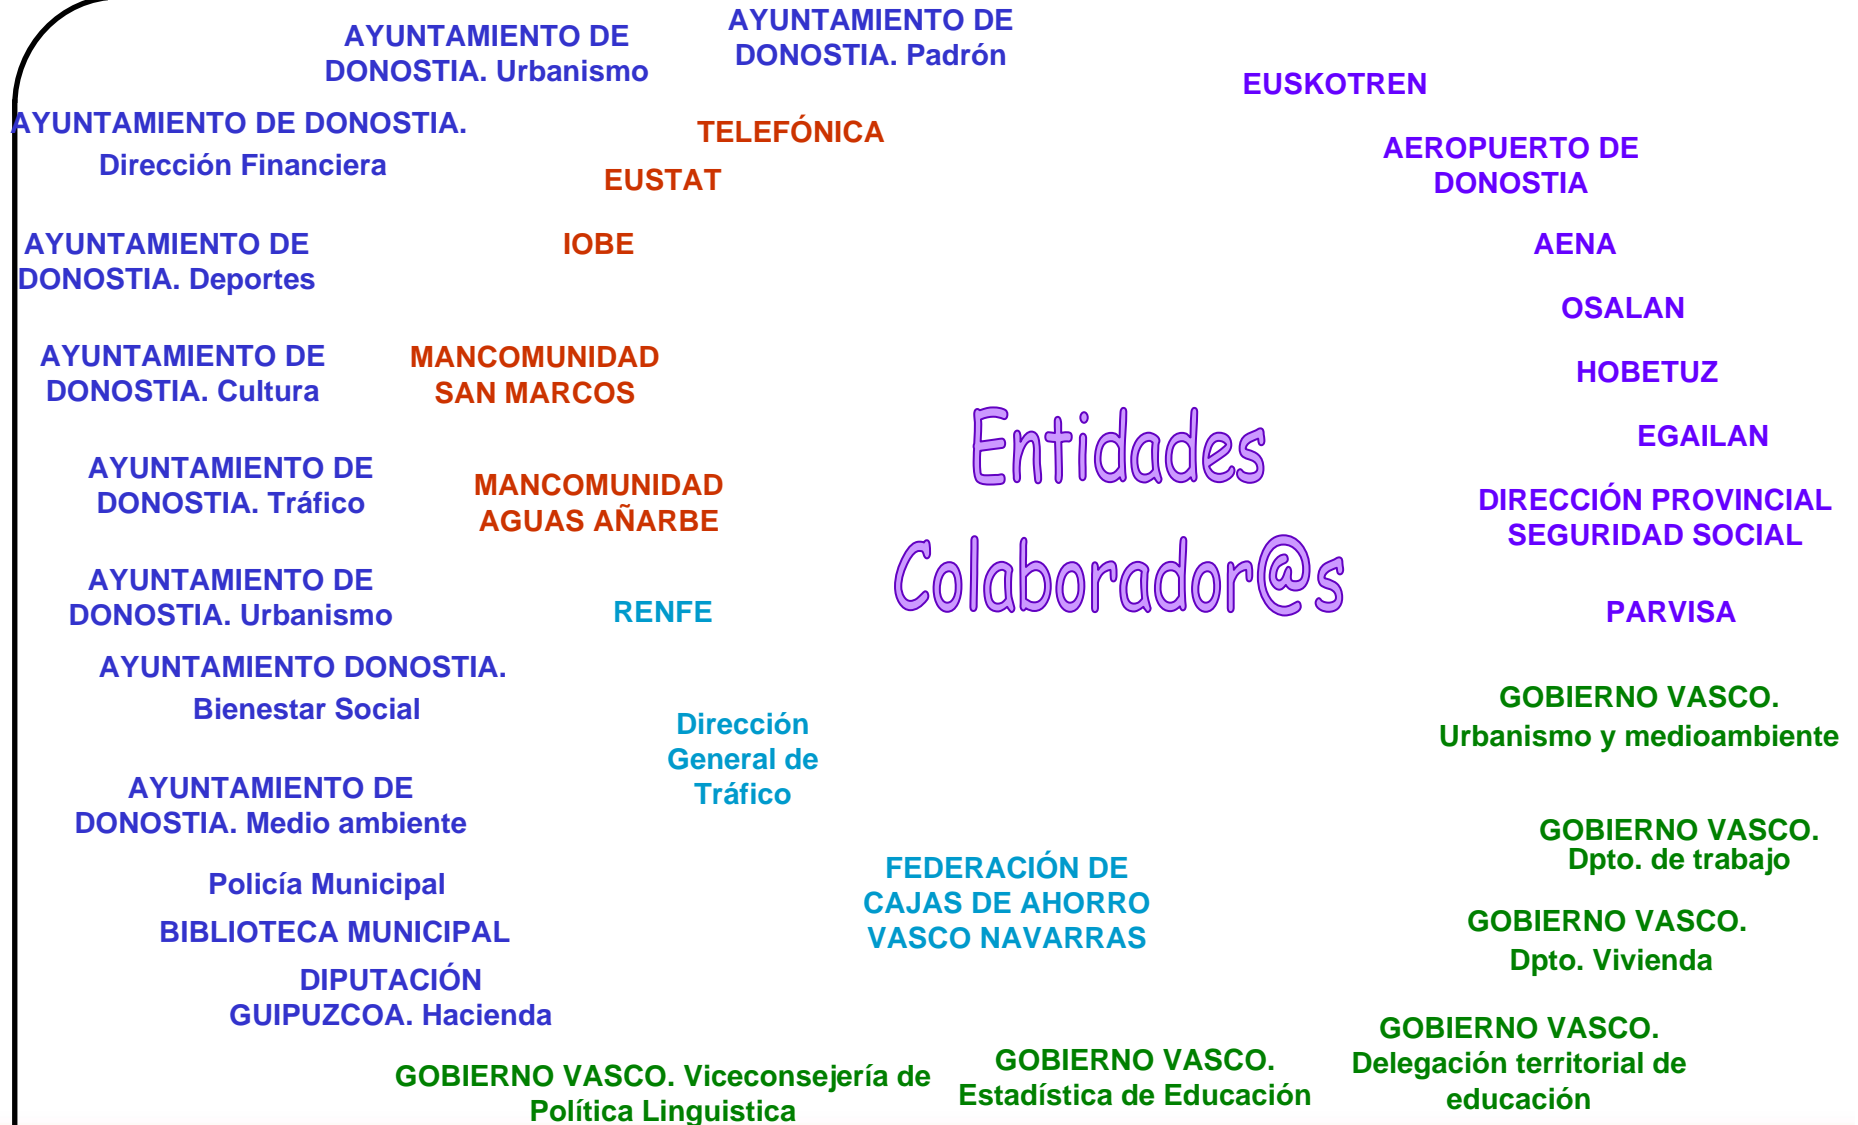 AYUNTAMIENTO DE
DONOSTIA. Urbanismo
AYUNTAMIENTO DE
DONOSTIA. Padrón
EUSKOTREN
AYUNTAMIENTO DE DONOSTIA.
Dirección Financiera
TELEFÓNICA
EUSTAT
AEROPUERTO DE
DONOSTIA
AYUNTAMIENTO DE
DONOSTIA. Deportes
IOBE
AENA
OSALAN
AYUNTAMIENTO DE
DONOSTIA. Cultura
MANCOMUNIDAD
SAN MARCOS
HOBETUZ
Entidades
Colaborador@s
EGAILAN
AYUNTAMIENTO DE
DONOSTIA. Tráfico
MANCOMUNIDAD
AGUAS AÑARBE
DIRECCIÓN PROVINCIAL
SEGURIDAD SOCIAL
AYUNTAMIENTO DE
DONOSTIA. Urbanismo
RENFE
PARVISA
AYUNTAMIENTO DONOSTIA.
Bienestar Social
Dirección
General de
Tráfico
GOBIERNO VASCO.
Urbanismo y medioambiente
AYUNTAMIENTO DE
DONOSTIA. Medio ambiente
GOBIERNO VASCO.
Dpto. de trabajo
Policía Municipal
BIBLIOTECA MUNICIPAL
FEDERACIÓN DE
CAJAS DE AHORRO
VASCO NAVARRAS
GOBIERNO VASCO.
Dpto. Vivienda
DIPUTACIÓN
GUIPUZCOA. Hacienda
GOBIERNO VASCO. Viceconsejería de
Política Linguistica
GOBIERNO VASCO.
Estadística de Educación
GOBIERNO VASCO.
Delegación territorial de
educación